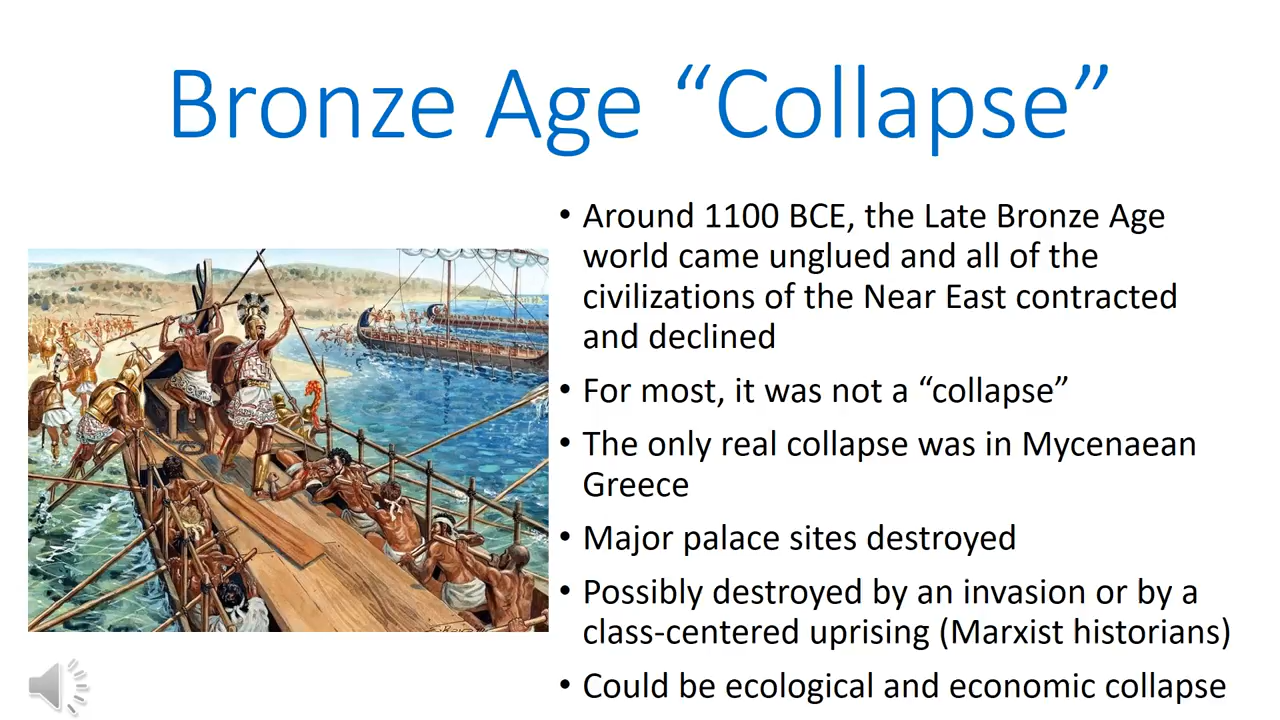 Bronze Age “Collapse”
• Around 1100 BCE, the Late Bronze Age
world came unglued and all of the
civilizations of the Near East contracted
and declined
• For most, it was not a “collapse”
• The only real collapse was in Mycenaean
Greece
• Major palace sites destroyed
• Possibly destroyed by an invasion or by a
class-centered uprising (Marxist historians)
• Could be ecological and economic collapse